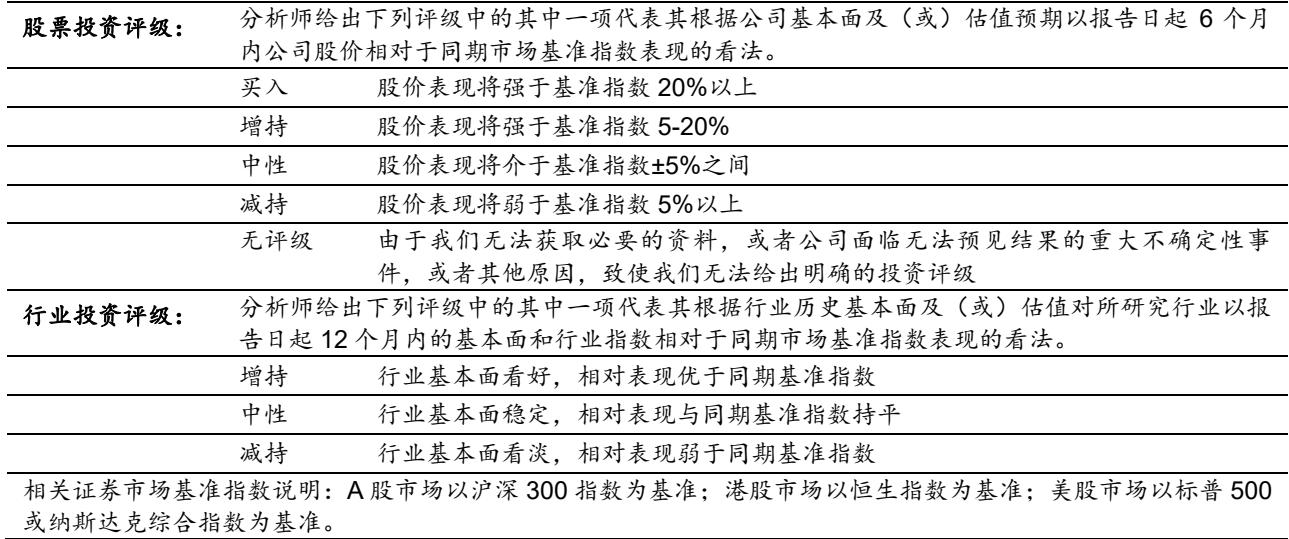 股票投资评级： 分析师给出下列评级中的其中一项代表其根据公司基本面及（或）估值预期以报告日起 6 个月
内公司股价相对于同期市场基准指数表现的看法。
买入 股价表现将强于基准指数 20%以上
增持 股价表现将强于基准指数 5-20%
中性 股价表现将介于基准指数±5%之间
减持 股价表现将弱于基准指数 5%以上
无评级 由于我们无法获取必要的资料，或者公司面临无法预见结果的重大不确定性事
件，或者其他原因，致使我们无法给出明确的投资评级
行业投资评级： 分析师给出下列评级中的其中一项代表其根据行业历史基本面及（或）估值对所研究行业以报
告日起 12 个月内的基本面和行业指数相对于同期市场基准指数表现的看法。
增持 行业基本面看好，相对表现优于同期基准指数
中性 行业基本面稳定，相对表现与同期基准指数持平
减持 行业基本面看淡，相对表现弱于同期基准指数
相关证券市场基准指数说明：A 股市场以沪深 300 指数为基准；港股市场以恒生指数为基准；美股市场以标普 500
或纳斯达克综合指数为基准。